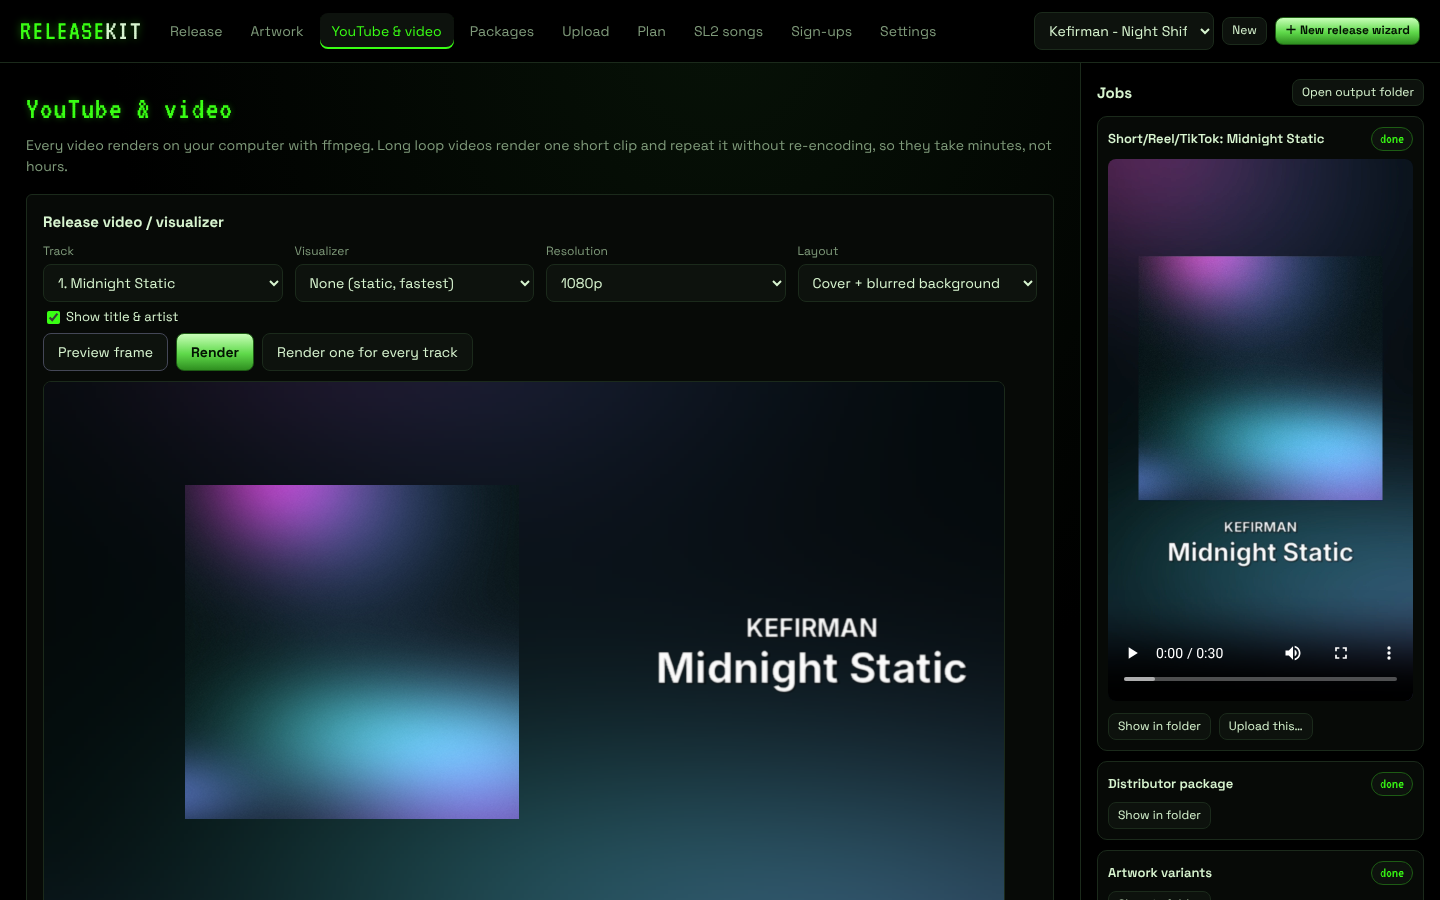 RELEASEKIT
Release
Artwork
YouTube & video
Packages
Upload
Plan
SL2 songs
Sign-ups
Settings
Kefirman - Night Shif
New
+ New release wizard
YouTube & video
Every video renders on your computer with ffmpeg. Long loop videos render one short clip and repeat it without re-encoding, so they take minutes, not
hours.
Release video / visualizer
Track
Visualizer
Resolution
Layout
1. Midnight Static
None (static, fastest)
1080p
Cover + blurred background
Show title & artist
Preview frame
Render
Render one for every track
KEFIRMAN
Midnight Static
Jobs
Open output folder
Short/Reel/TikTok: Midnight Static
done
KEFIRMAN
Midnight Static
0:00 / 0:30
Show in folder
Upload this...
Distributor package
done
Show in folder
Artwork variants
done